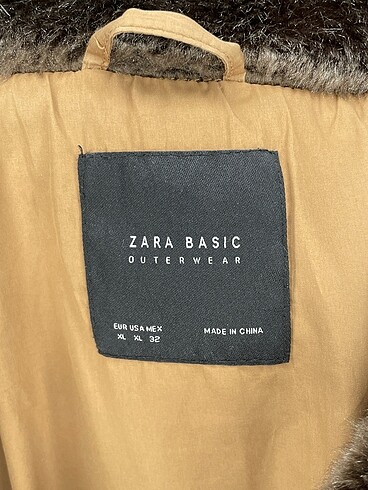 ZARA BASIC
OUTERWEAR
EUR USA MEX
XL XL 32
MADE IN CHINA